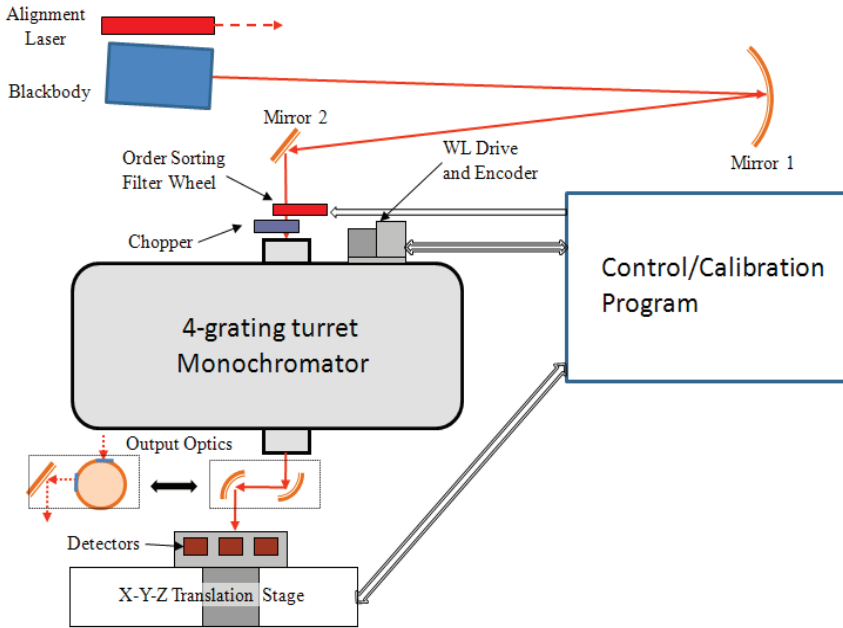 Alignment
Laser
Blackbody
Mirror 2
Mirror 1
Order Sorting
Filter Wheel
WL Drive
and Encoder
Chopper
Control/Calibration
Program
4-grating turret
Monochromator
Output Optics
Detectors
X-Y-Z Translation Stage